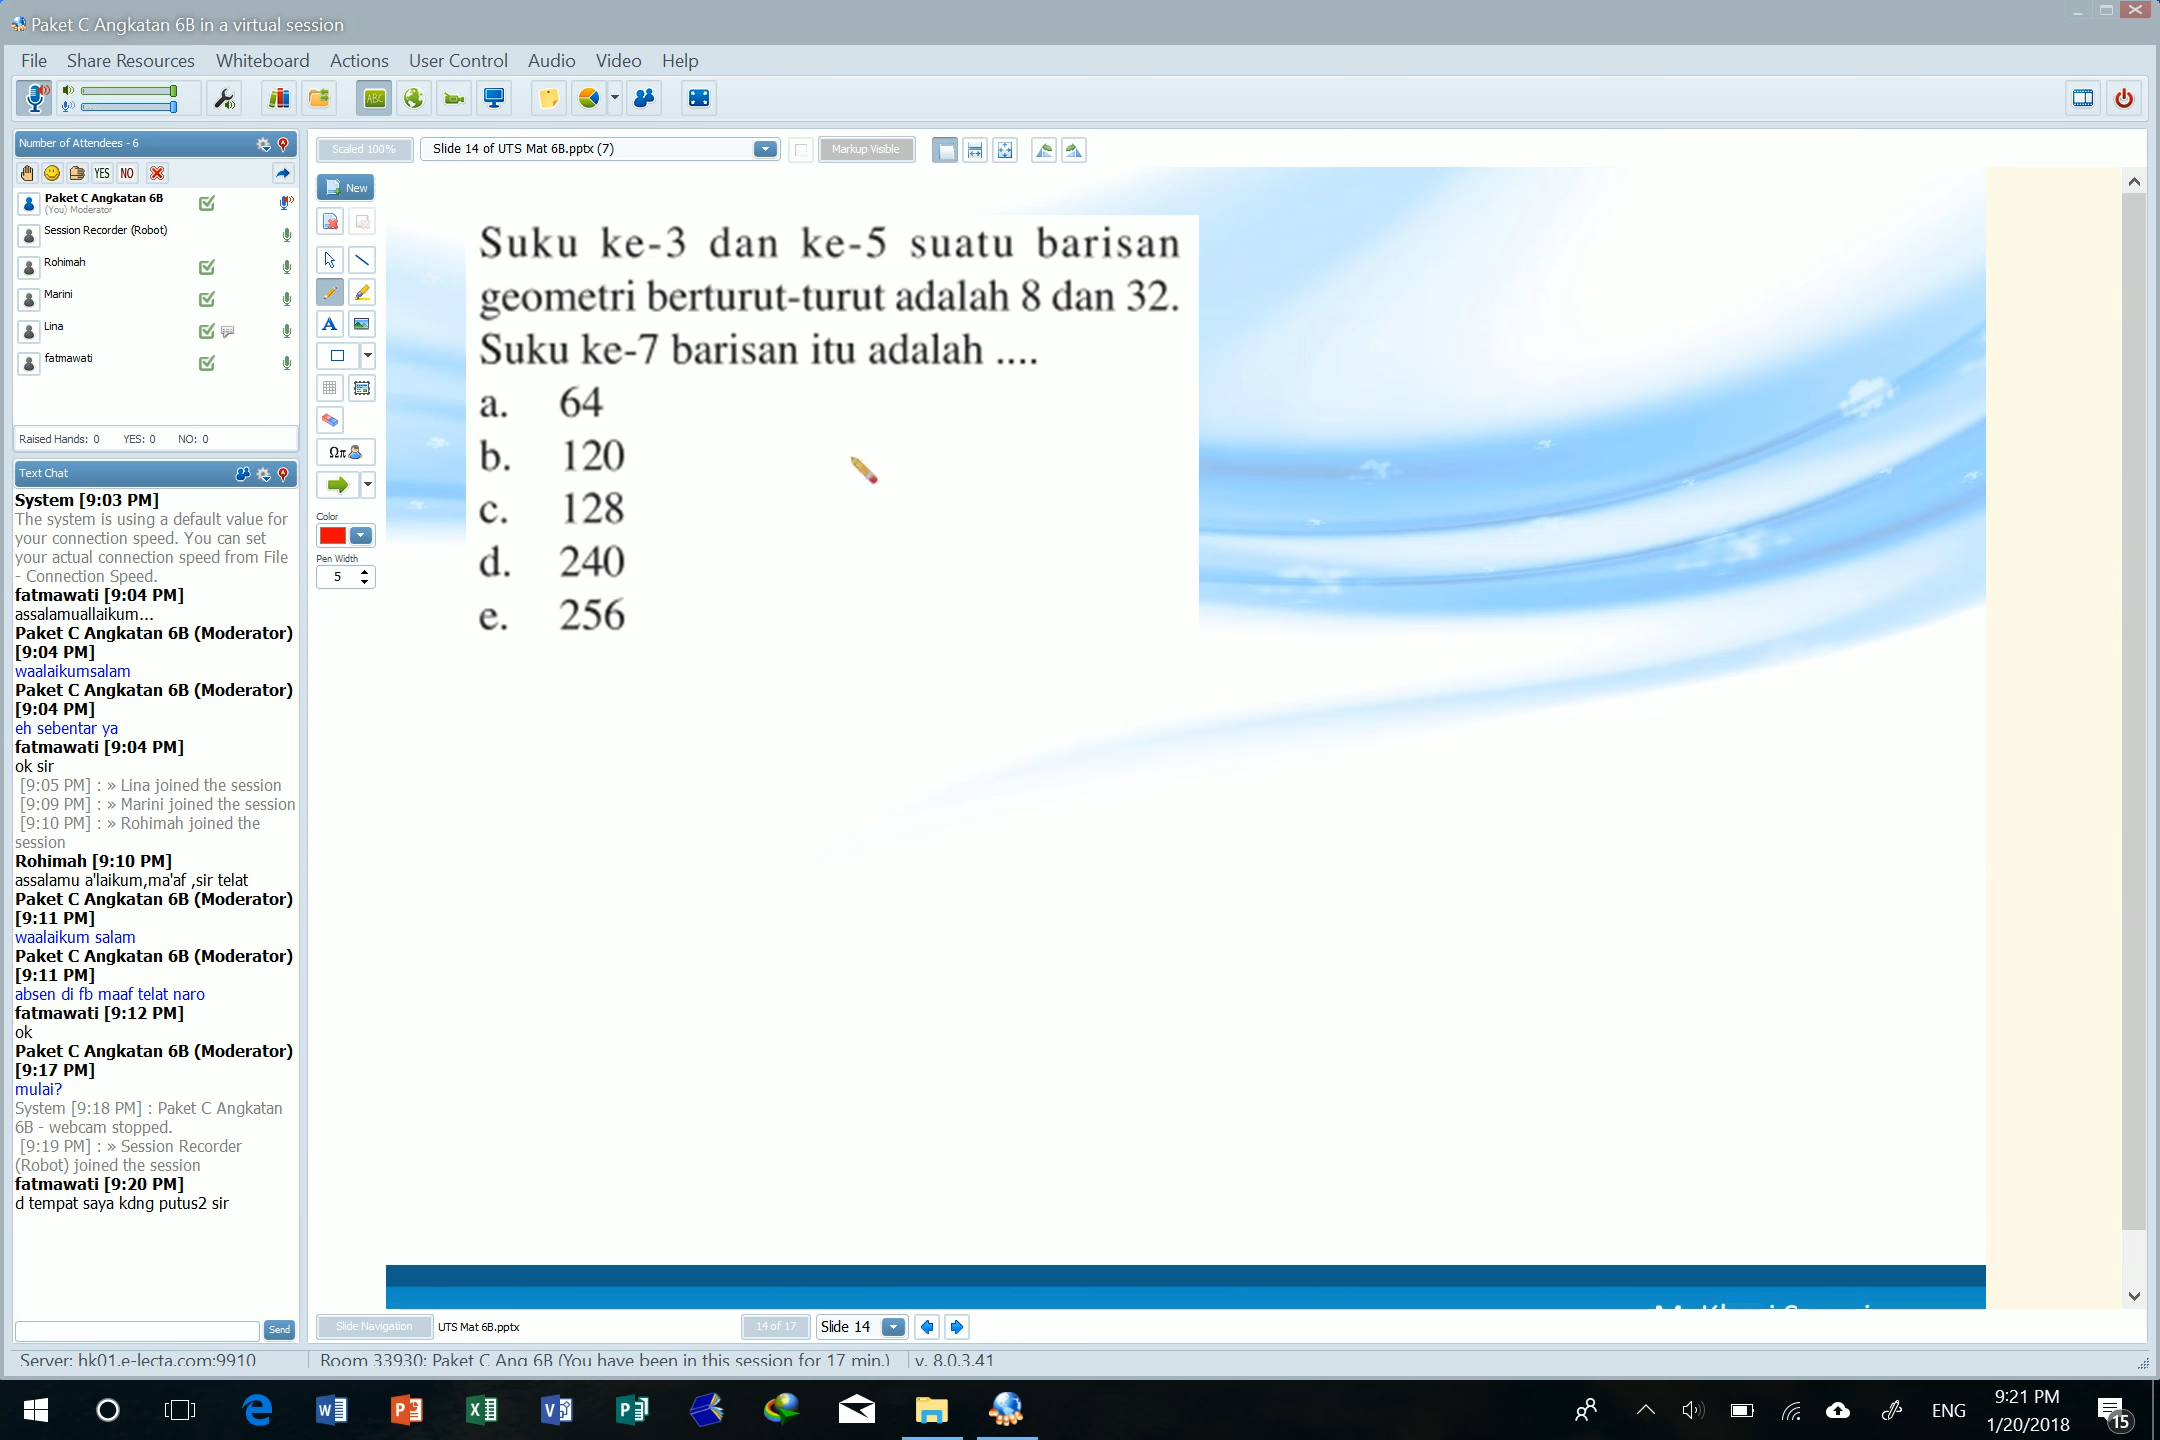 Paket C Angkatan 6B in a virtual session
File Share Resources Whiteboard Actions User Control Audio Video Help
Number of Attendees - 6
YES NO
Paket C Angkatan 6B
(You) Moderator
Session Recorder (Robot)
Rohimah
Marini
Lina
fatmawati
Raised Hands: 0 YES: 0 NO: 0
Text Chat
System [9:03 PM]
The system is using a default value for
your connection speed. You can set
your actual connection speed from File
- Connection Speed.
fatmawati [9:04 PM]
assalamuallaikum...
Paket C Angkatan 6B (Moderator)
[9:04 PM]
waalaikumsalam
Paket C Angkatan 6B (Moderator)
[9:04 PM]
eh sebentar ya
fatmawati [9:04 PM]
ok sir
[9:05 PM] : » Lina joined the session
[9:09 PM] : » Marini joined the session
[9:10 PM] : » Rohimah joined the
session
Rohimah [9:10 PM]
assalamu a'laikum,ma'af ,sir telat
Paket C Angkatan 6B (Moderator)
[9:11 PM]
waalaikum salam
Paket C Angkatan 6B (Moderator)
[9:11 PM]
absen di fb maaf telat naro
fatmawati [9:12 PM]
ok
Paket C Angkatan 6B (Moderator)
[9:17 PM]
mulai?
System [9:18 PM] : Paket C Angkatan
6B - webcam stopped.
[9:19 PM] : » Session Recorder
(Robot) joined the session
fatmawati [9:20 PM]
d tempat saya kdng putus2 sir
Send
Scaled 100%
Slide 14 of UTS Mat 6B.pptx (7)
Markup Visible
New
A
Ωπ
Color
Pen Width
5
Suku ke-3 dan ke-5 suatu barisan
geometri berturut-turut adalah 8 dan 32.
Suku ke-7 barisan itu adalah ....
a. 64
b. 120
c. 128
d. 240
e. 256
Slide Navigation UTS Mat 6B.pptx 14 of 17 Slide 14
Server: hk01.e-lecta.com:9910 Room 33930: Paket C Ang 6B (You have been in this session for 17 min.) v. 8.0.3.41
ENG
9:21 PM
1/20/2018
15